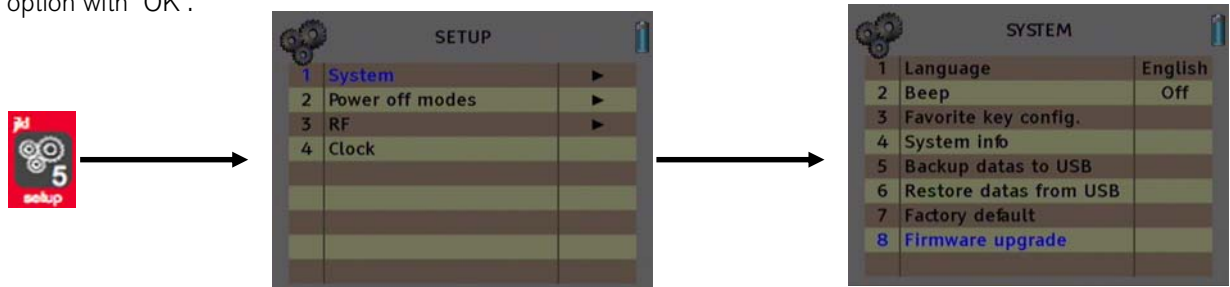 option with "OK".
jkl
5
setup
SETUP
1 System ►
2 Power off modes ►
3 RF ►
4 Clock
SYSTEM
1 Language English
2 Beep Off
3 Favorite key config.
4 System info
5 Backup datas to USB
6 Restore datas from USB
7 Factory default
8 Firmware upgrade